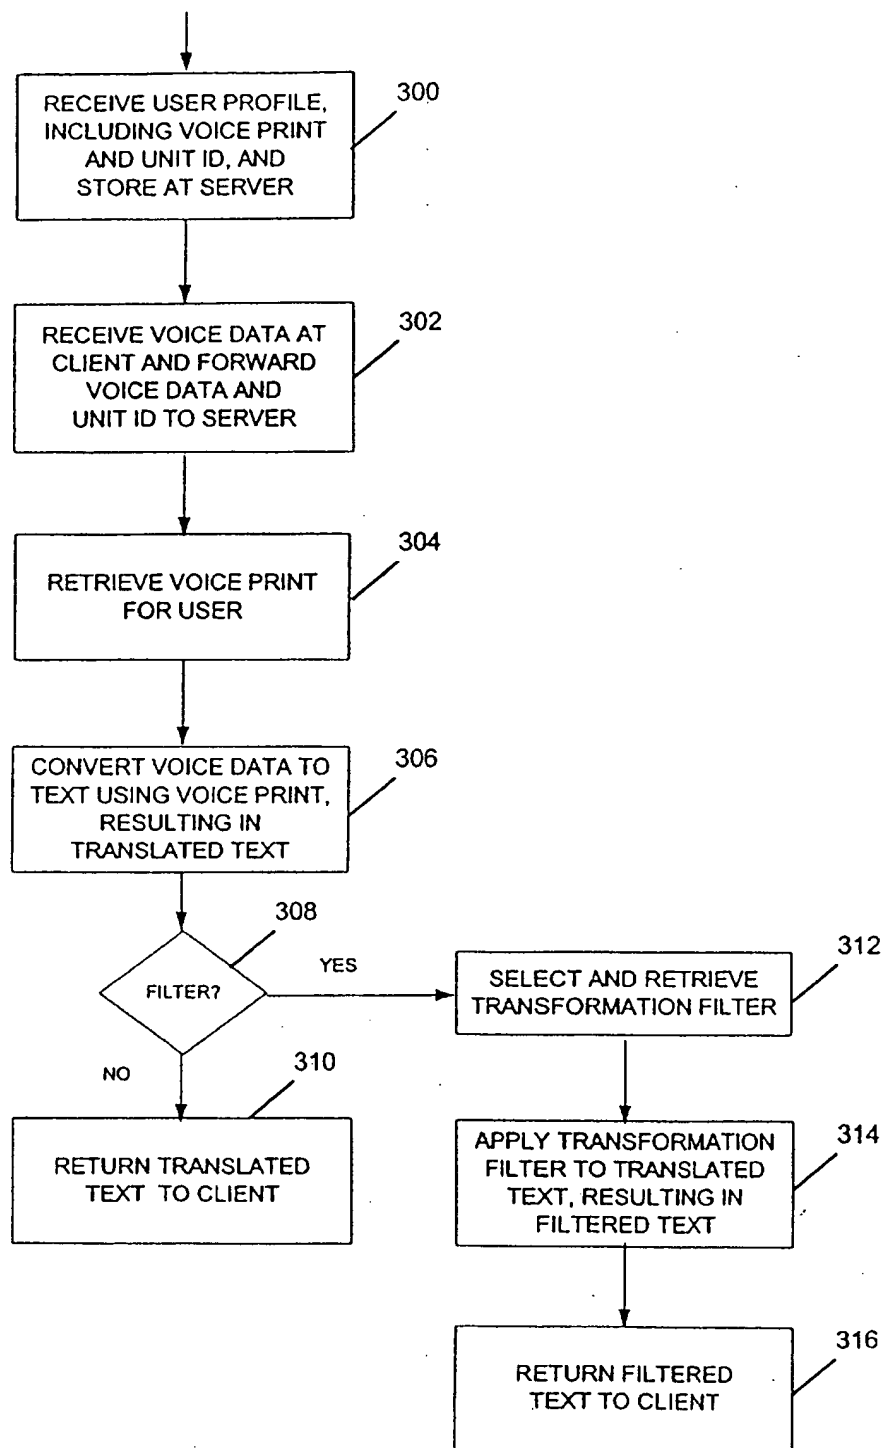 RECEIVE USER PROFILE,
INCLUDING VOICE PRINT
AND UNIT ID, AND
STORE AT SERVER
300
RECEIVE VOICE DATA AT
CLIENT AND FORWARD
VOICE DATA AND
UNIT ID TO SERVER
302
RETRIEVE VOICE PRINT
FOR USER
304
CONVERT VOICE DATA TO
TEXT USING VOICE PRINT,
RESULTING IN
TRANSLATED TEXT
306
FILTER?
308
YES
NO
RETURN TRANSLATED
TEXT TO CLIENT
310
SELECT AND RETRIEVE
TRANSFORMATION FILTER
312
APPLY TRANSFORMATION
FILTER TO TRANSLATED
TEXT, RESULTING IN
FILTERED TEXT
314
RETURN FILTERED
TEXT TO CLIENT
316